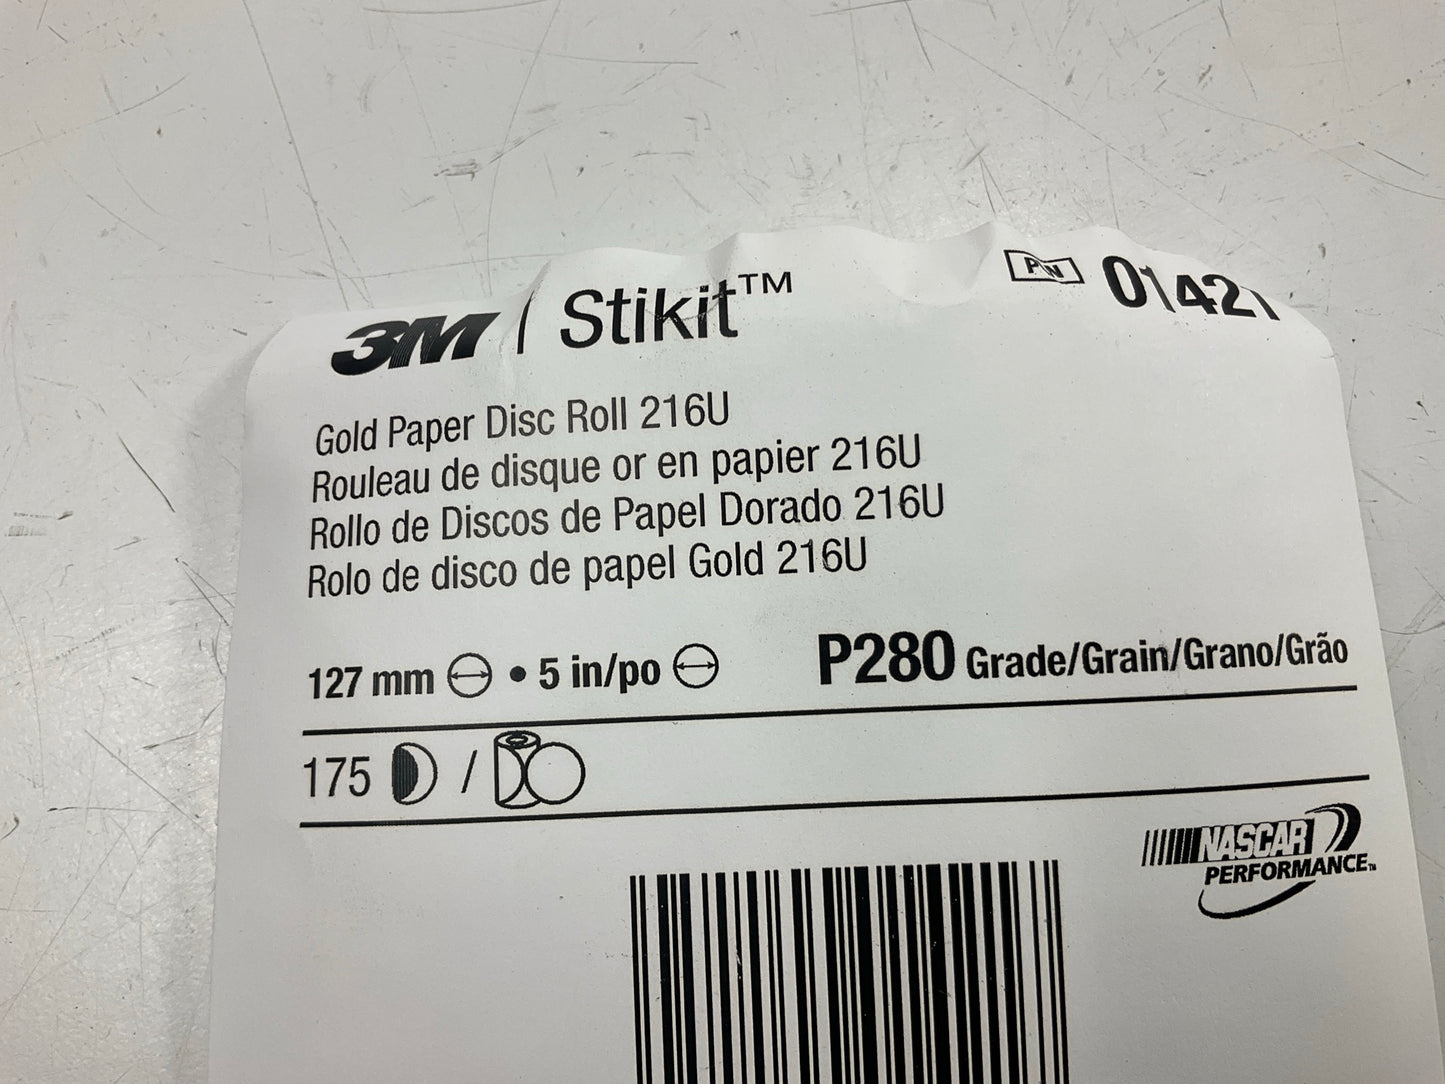 3M / Stikit™ PN 01421
Gold Paper Disc Roll 216U
Rouleau de disque or en papier 216U
Rollo de Discos de Papel Dorado 216U
Rolo de disco de papel Gold 216U
127 mm • 5 in/po P280 Grade/Grain/Grano/Grão
175 /
NASCAR
PERFORMANCE™